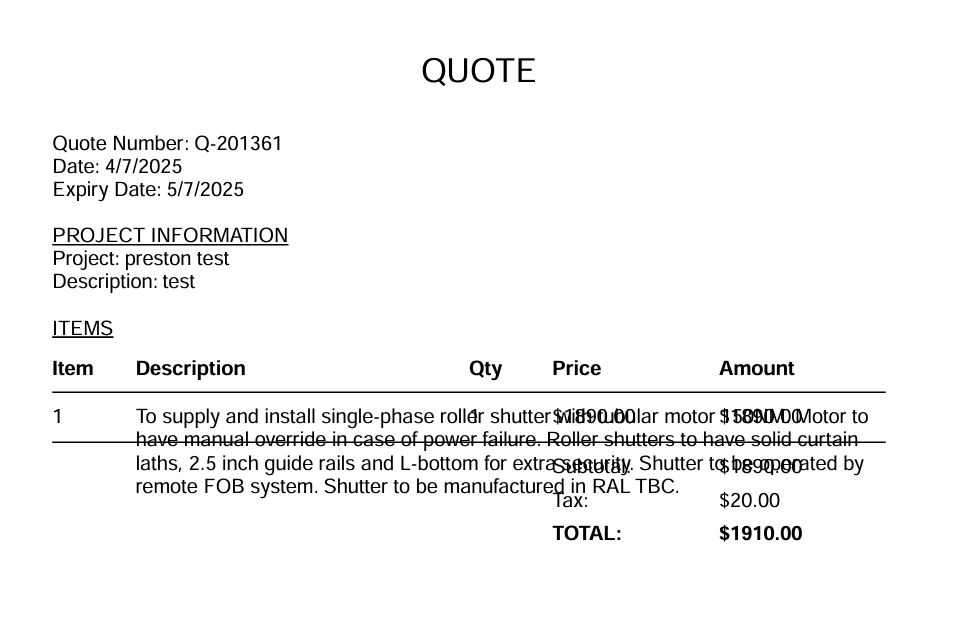 QUOTE
Quote Number: Q-201361
Date: 4/7/2025
Expiry Date: 5/7/2025
PROJECT INFORMATION
Project: preston test
Description: test
ITEMS
Item Description Qty Price Amount
1 To supply and install single-phase roller shutter with tubular motor 150NM. Motor to 1 $1890.00 $1890.00
have manual override in case of power failure. Roller shutters to have solid curtain
laths, 2.5 inch guide rails and L-bottom for extra security. Shutter to be operated by
Subtotal: $1890.00
remote FOB system. Shutter to be manufactured in RAL TBC.
Tax: $20.00
TOTAL: $1910.00